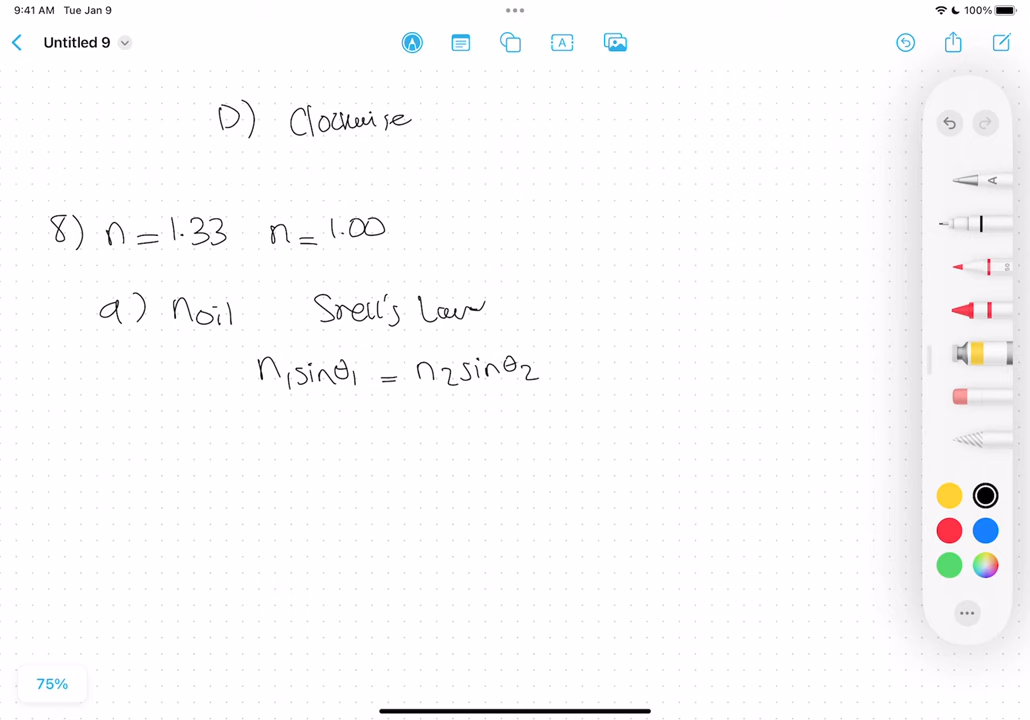 9:41 AM Tue Jan 9 100%
Untitled 9
D) Clockwise
8) n = 1.33 n = 1.00
a) noil Snell's Law
n₁sinθ₁ = n₂sinθ₂
75%